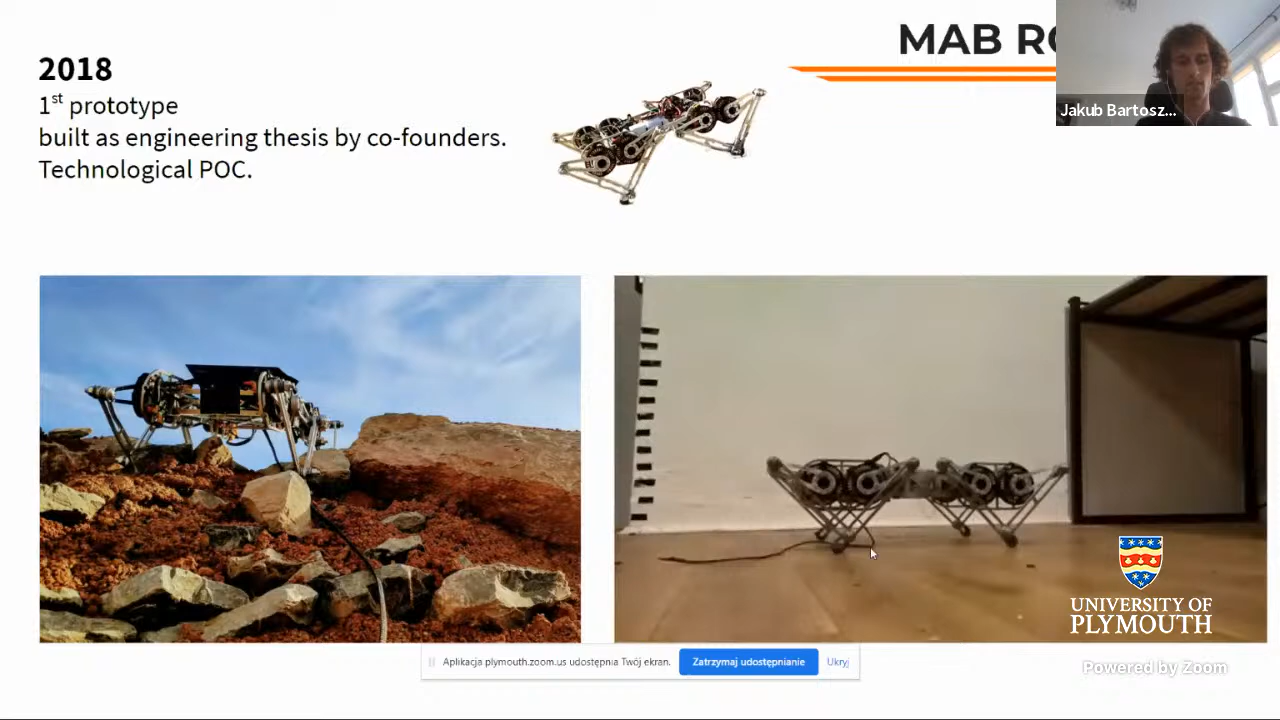 MAB RO
2018
1st prototype
built as engineering thesis by co-founders.
Technological POC.
Jakub Bartosz...
UNIVERSITY OF
PLYMOUTH
Aplikacja plymouth.zoom.us udostępnia Twój ekran.
Zatrzymaj udostępnianie
Ukryj
Powered by Zoom